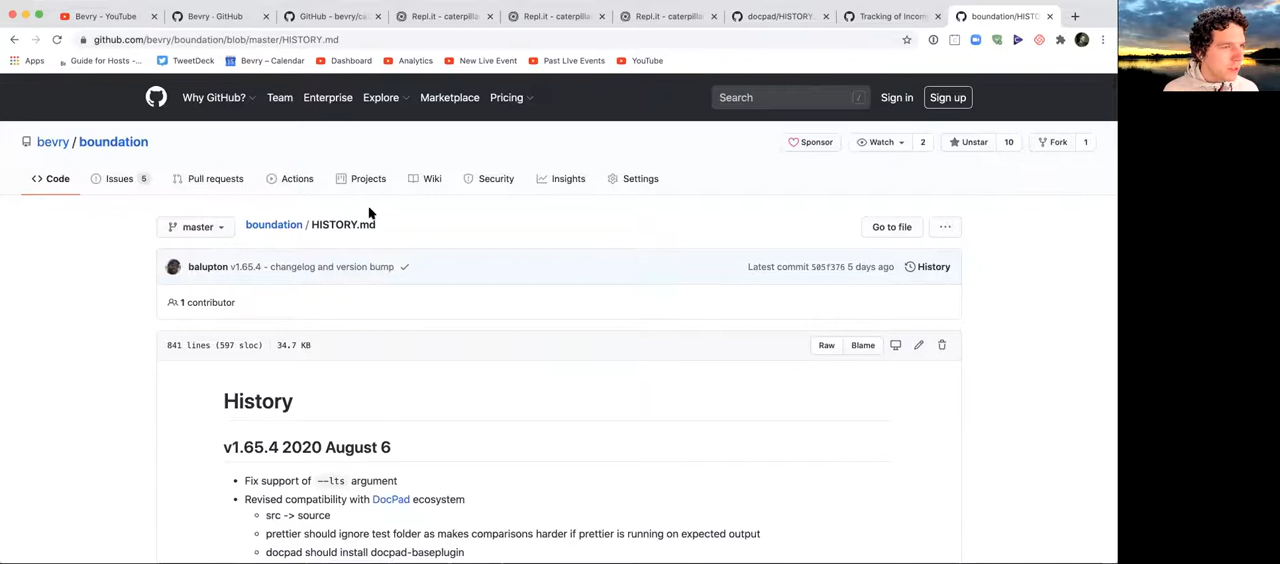 Bevry - YouTube
Bevry · GitHub
GitHub - bevry/ca
Repl.it - caterpilla
Repl.it - caterpilla
Repl.it - caterpilla
docpad/HISTORY
Tracking of Incom
boundation/HISTO
github.com/bevry/boundation/blob/master/HISTORY.md
Apps
Guide for Hosts -...
TweetDeck
Bevry – Calendar
Dashboard
Analytics
New Live Event
Past LIve Events
YouTube
Why GitHub?
Team
Enterprise
Explore
Marketplace
Pricing
Search
/
Sign in
Sign up
bevry / boundation
Sponsor
Watch
2
Unstar
10
Fork
1
Code
Issues 5
Pull requests
Actions
Projects
Wiki
Security
Insights
Settings
master
boundation / HISTORY.md
Go to file
...
balupton v1.65.4 - changelog and version bump
Latest commit 505f376 5 days ago
History
1 contributor
841 lines (597 sloc) 34.7 KB
Raw
Blame
History
v1.65.4 2020 August 6
Fix support of --lts argument
Revised compatibility with DocPad ecosystem
src -> source
prettier should ignore test folder as makes comparisons harder if prettier is running on expected output
docpad should install docpad-baseplugin